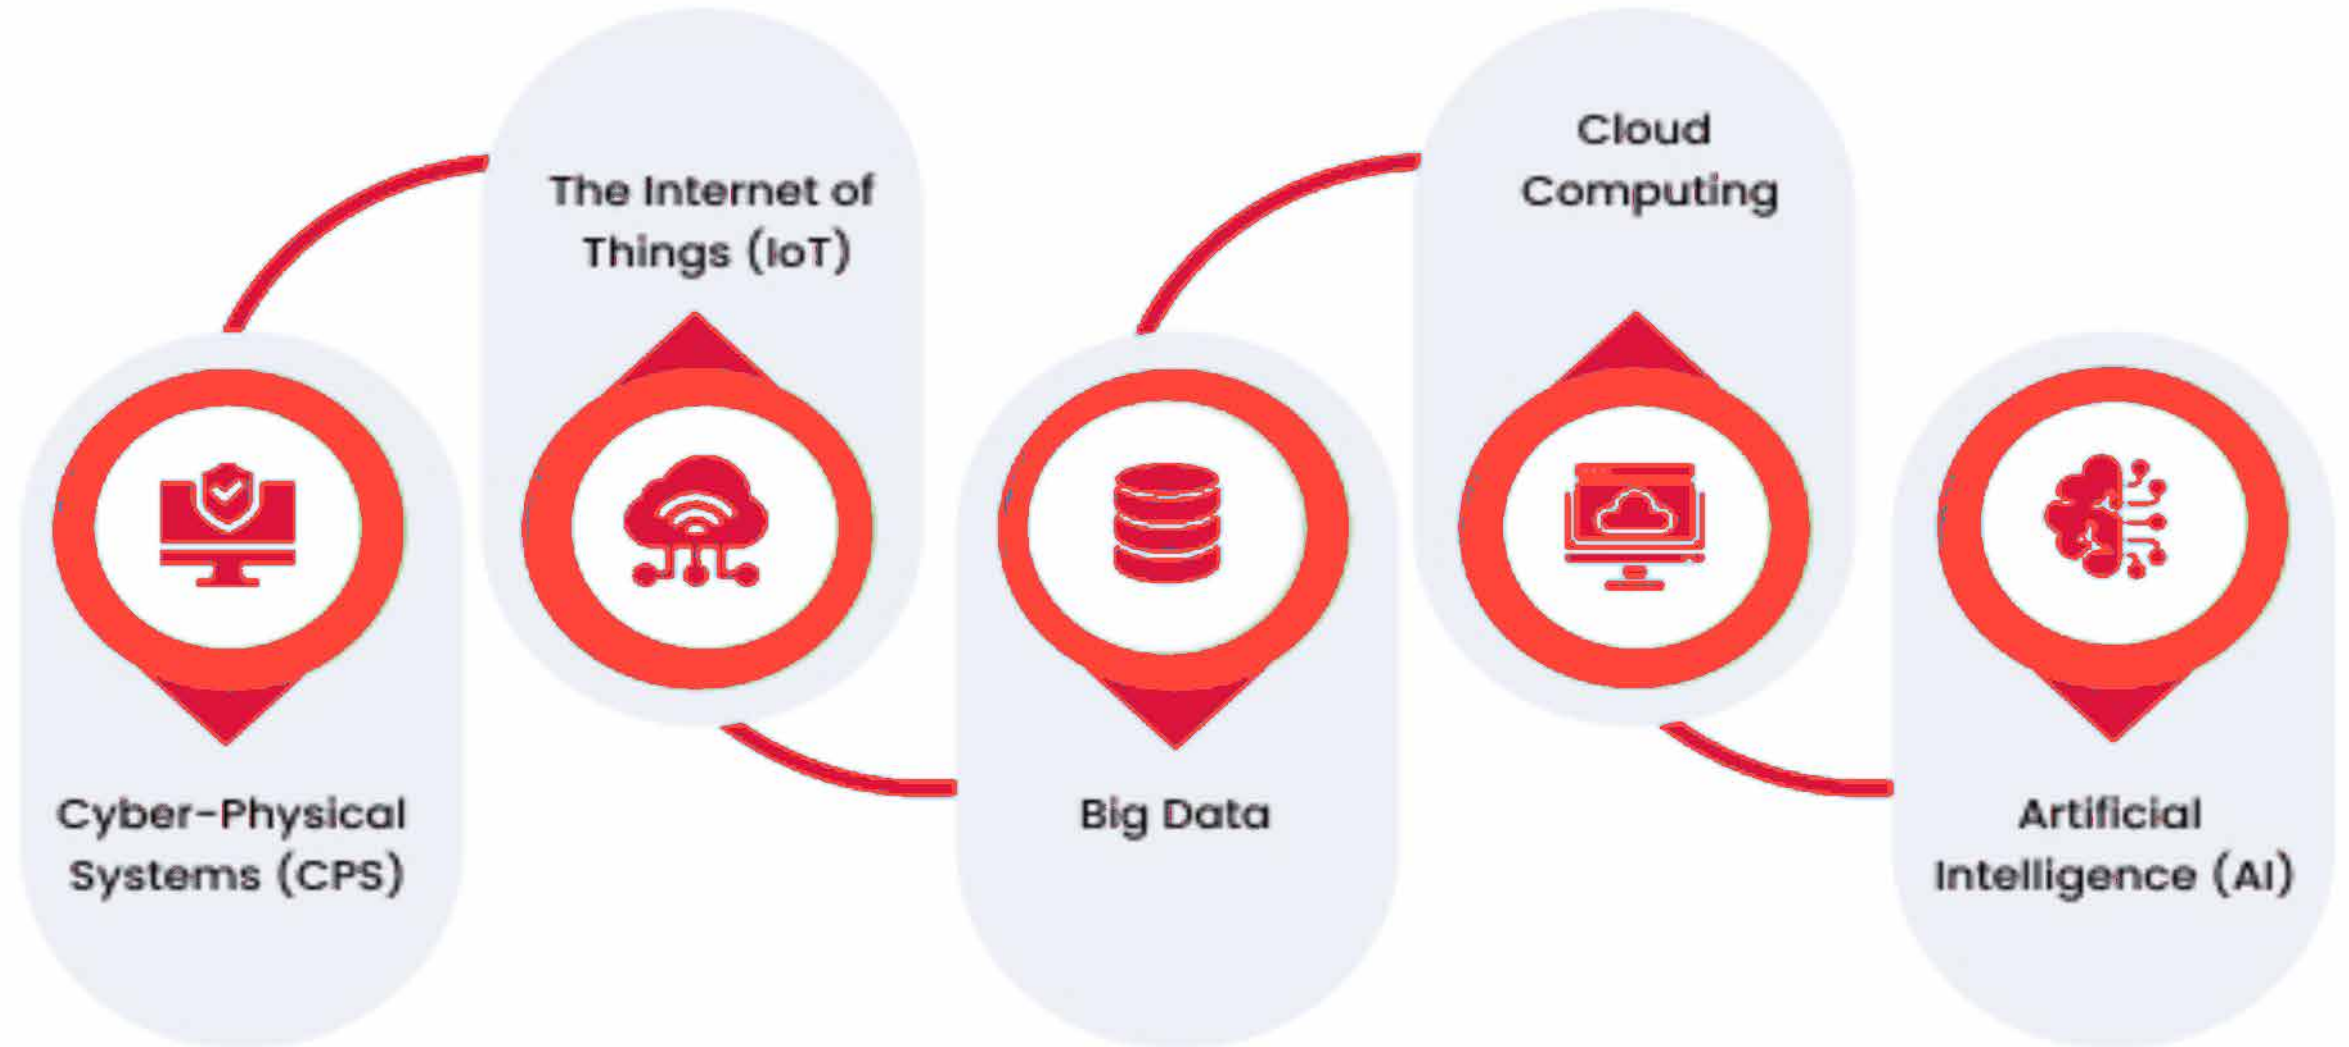 Cyber-Physical
Systems (CPS)
The Internet of
Things (IoT)
Big Data
Cloud
Computing
Artificial
Intelligence (AI)